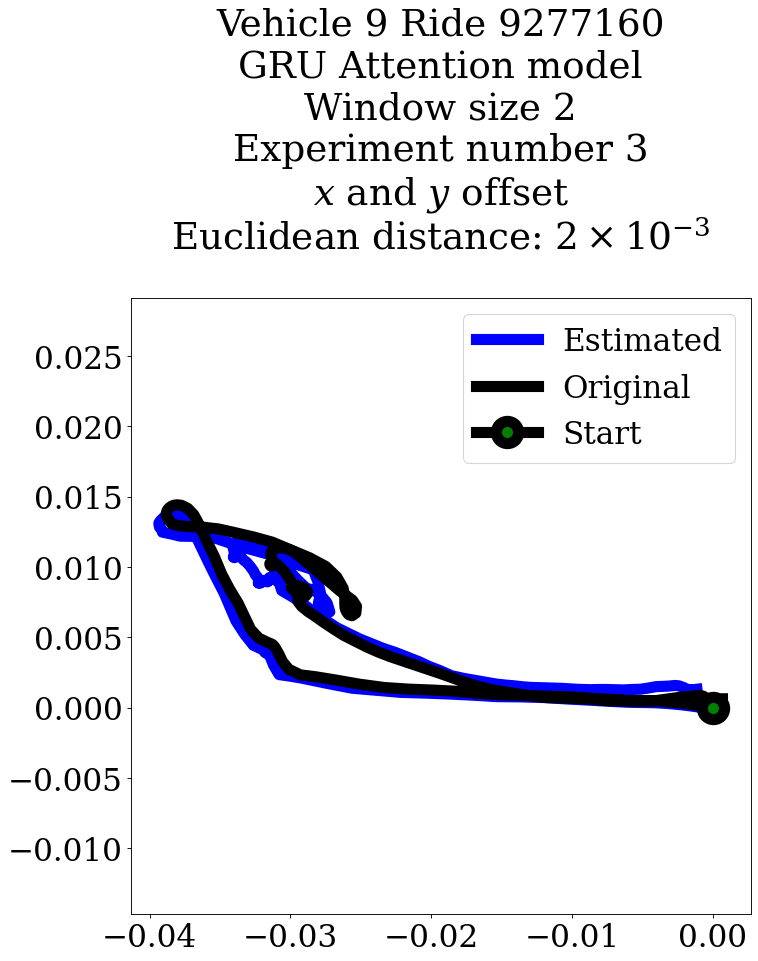 Vehicle 9 Ride 9277160
GRU Attention model
Window size 2
Experiment number 3
x and y offset
Euclidean distance: 2 × 10⁻³
Estimated
Original
Start
0.025
0.020
0.015
0.010
0.005
0.000
−0.005
−0.010
−0.04 −0.03 −0.02 −0.01 0.00